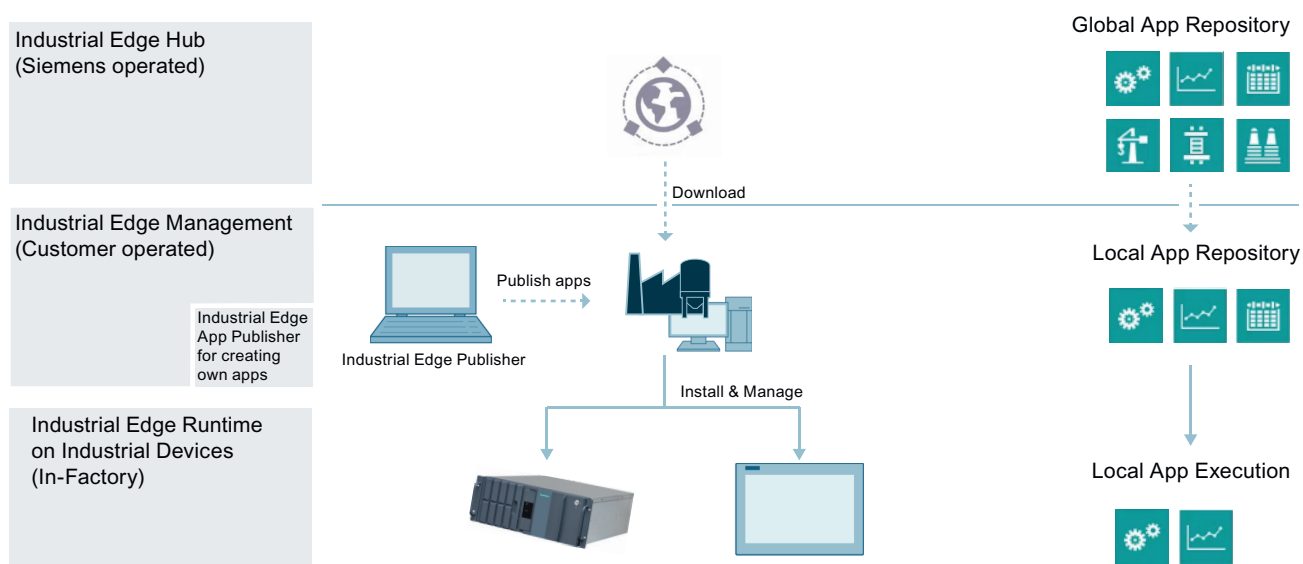 Industrial Edge Hub
(Siemens operated)
Global App Repository
Download
Industrial Edge Management
(Customer operated)
Industrial Edge
App Publisher
for creating
own apps
Publish apps
Industrial Edge Publisher
Local App Repository
Install & Manage
Industrial Edge Runtime
on Industrial Devices
(In-Factory)
Local App Execution